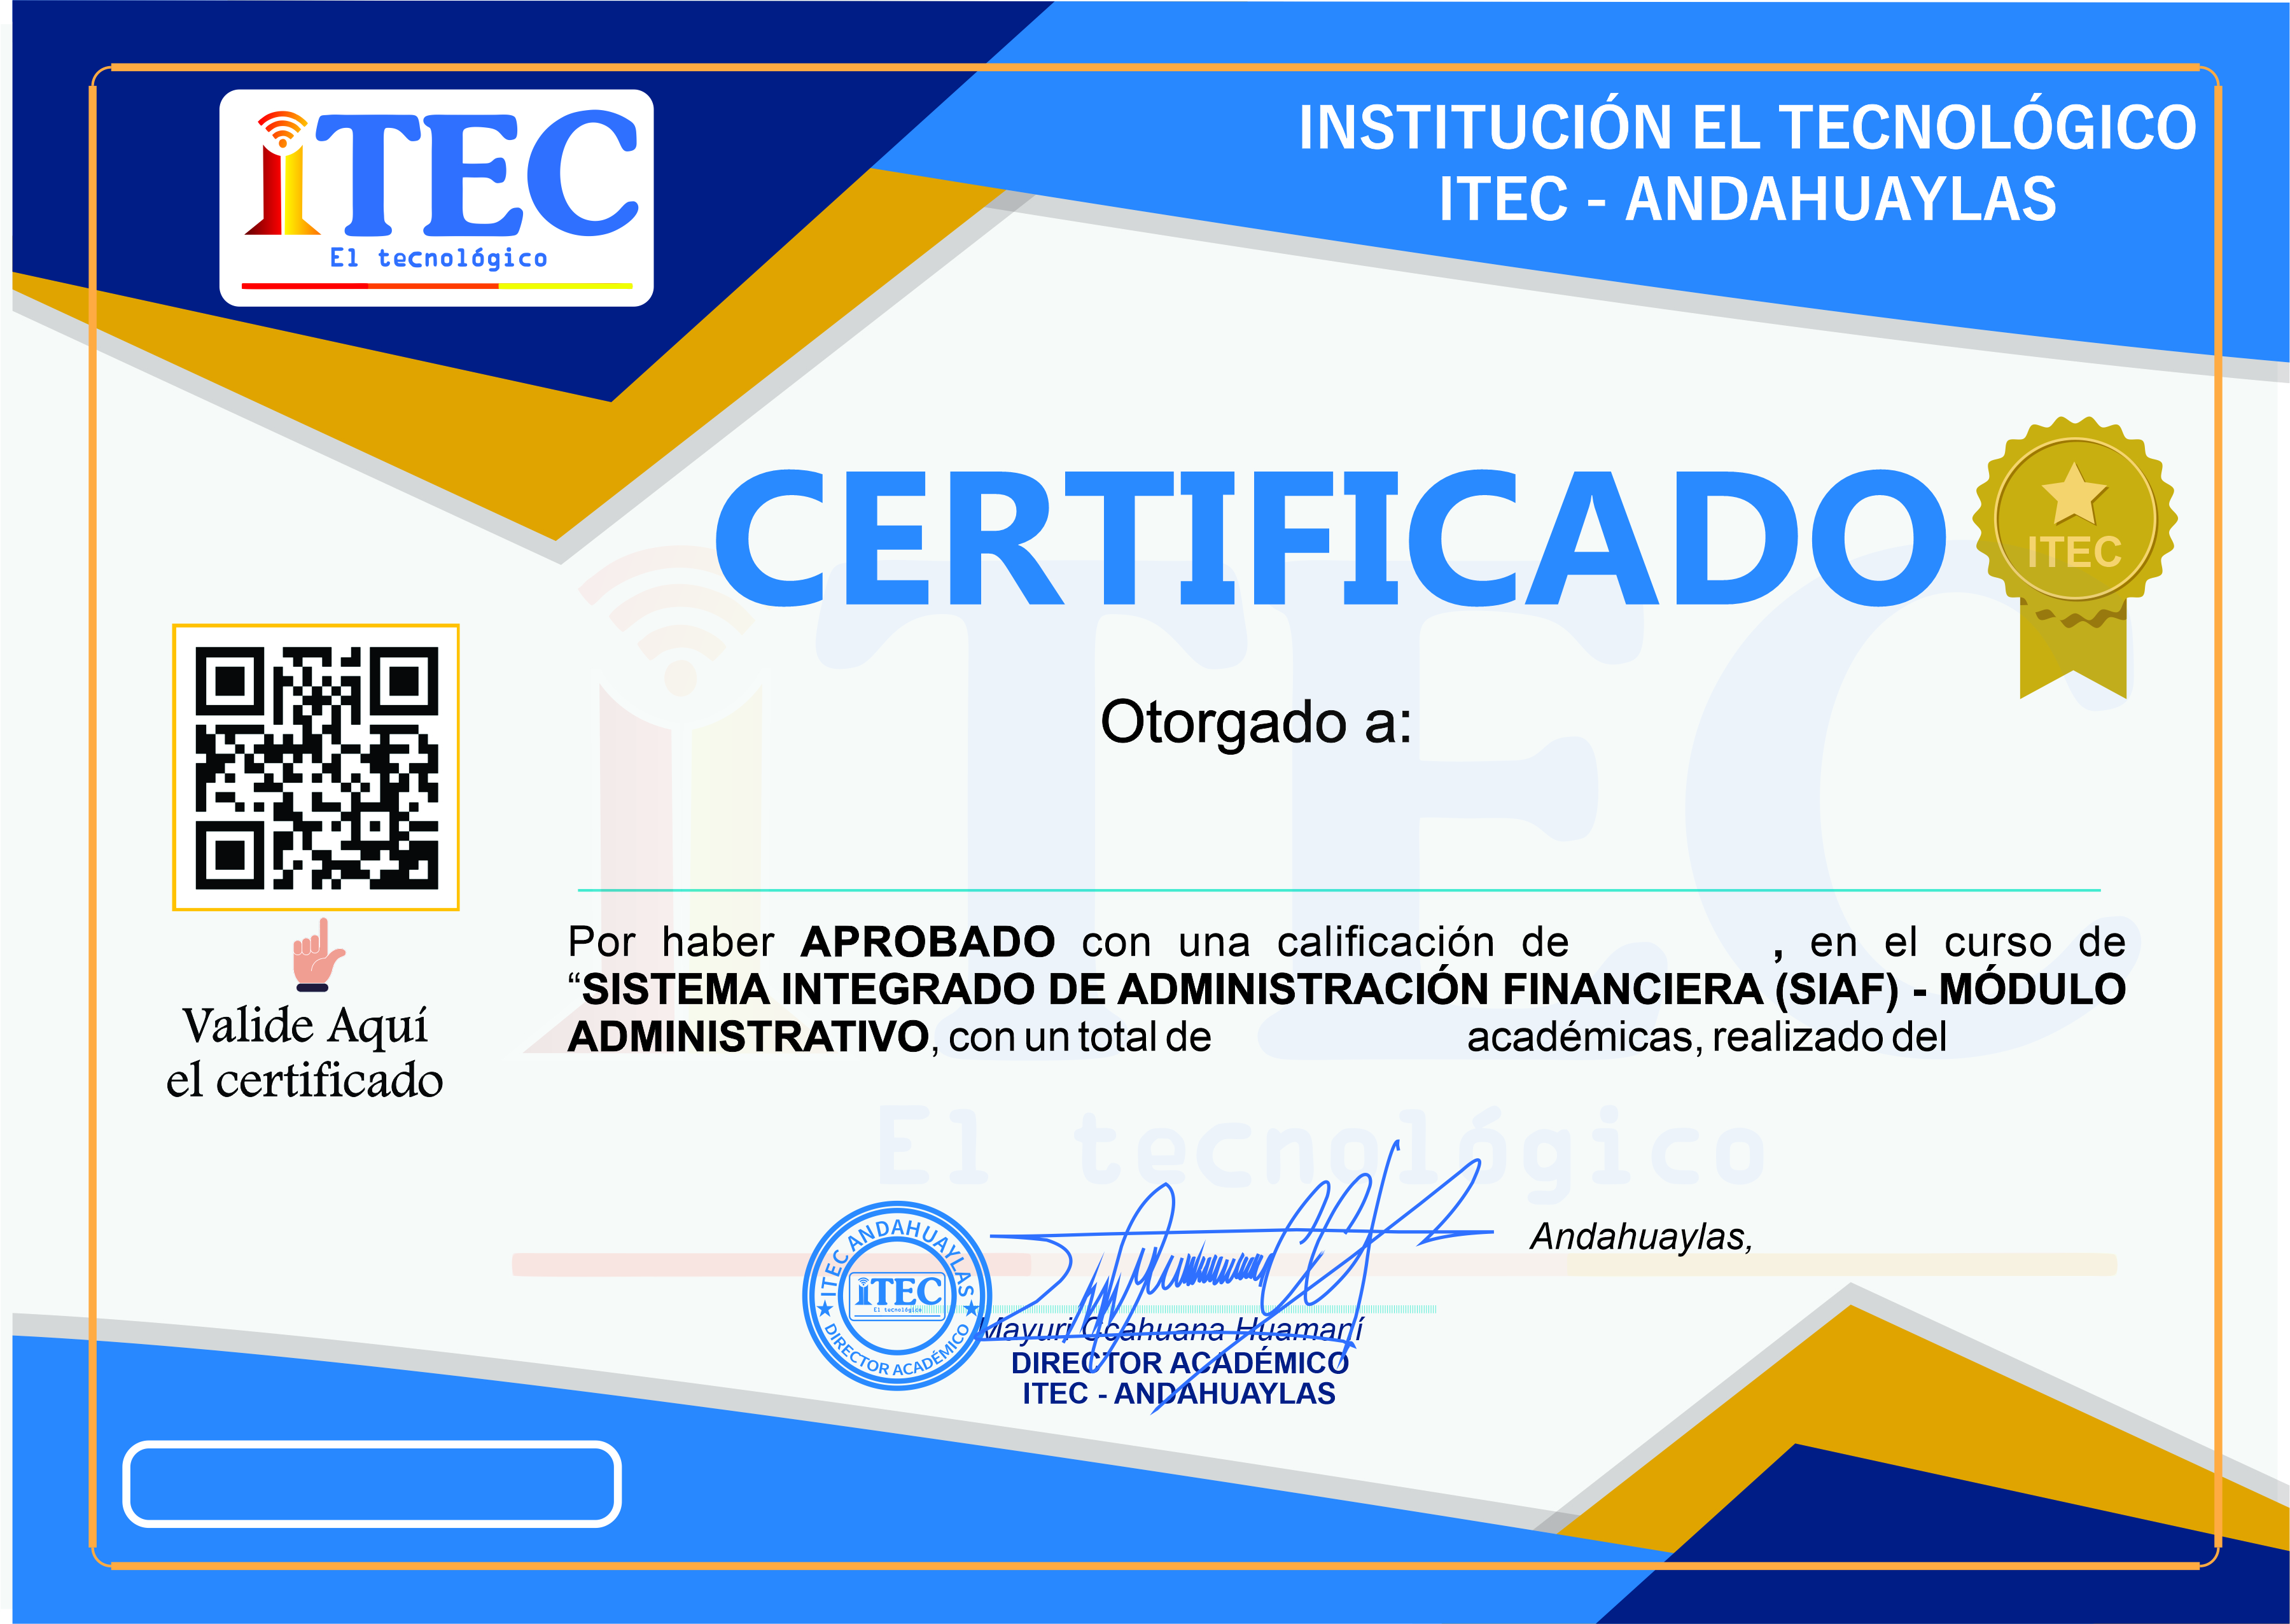 iTEC
El tecnológico
INSTITUCIÓN EL TECNOLÓGICO
ITEC - ANDAHUAYLAS
CERTIFICADO
ITEC
Otorgado a:
Por haber APROBADO con una calificación de , en el curso de
“SISTEMA INTEGRADO DE ADMINISTRACIÓN FINANCIERA (SIAF) - MÓDULO
ADMINISTRATIVO, con un total de académicas, realizado del
Valide Aquí
el certificado
iTEC
El tecnológico
Andahuaylas,
ITEC ANDAHUAYLAS
iTEC
El tecnológico
DIRECTOR ACADÉMICO
Mayuri Ccahuana Huamaní
DIRECTOR ACADÉMICO
ITEC - ANDAHUAYLAS